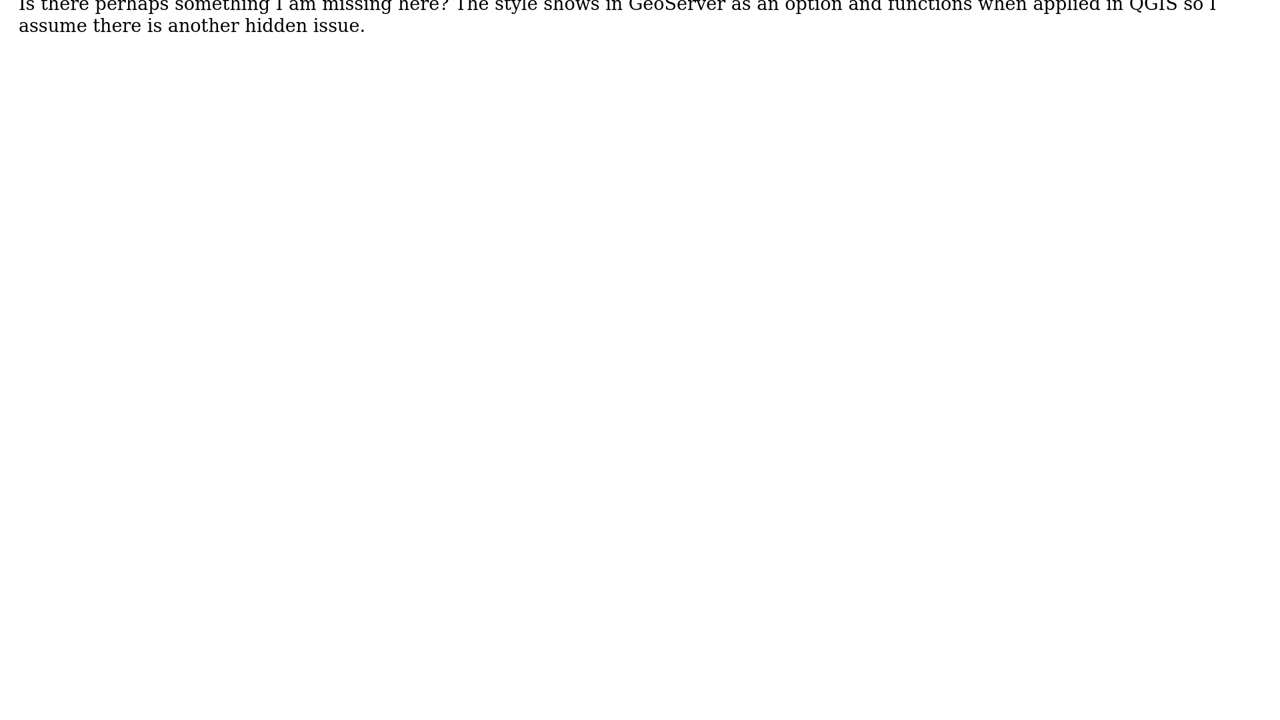 Is there perhaps something I am missing here? The style shows in GeoServer as an option and functions when applied in QGIS so I
assume there is another hidden issue.